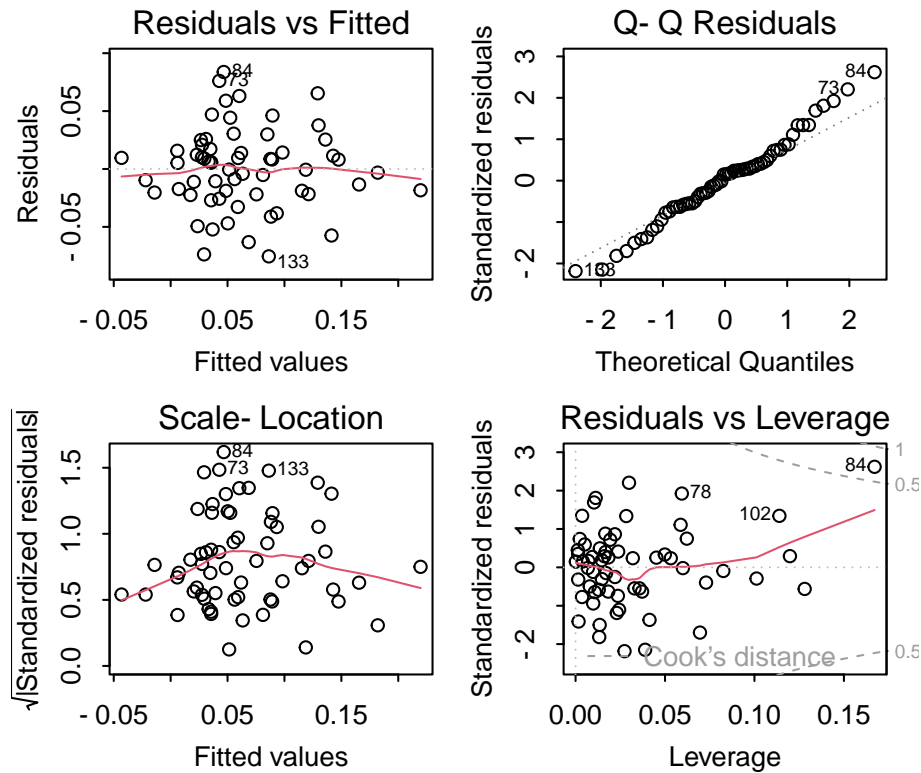 Residuals vs Fitted
84
73
133
Residuals
0.05
- 0.05
- 0.05 0.05 0.15
Fitted values
Q- Q Residuals
84
73
133
Standardized residuals
3
2
1
0
- 2
- 2 - 1 0 1 2
Theoretical Quantiles
Scale- Location
84
73
133
√|Standardized residuals|
1.5
1.0
0.5
0.0
- 0.05 0.05 0.15
Fitted values
Residuals vs Leverage
1
84
0.5
78
102
0.5
Cook's distance
Standardized residuals
3
2
1
0
- 2
0.00 0.05 0.10 0.15
Leverage